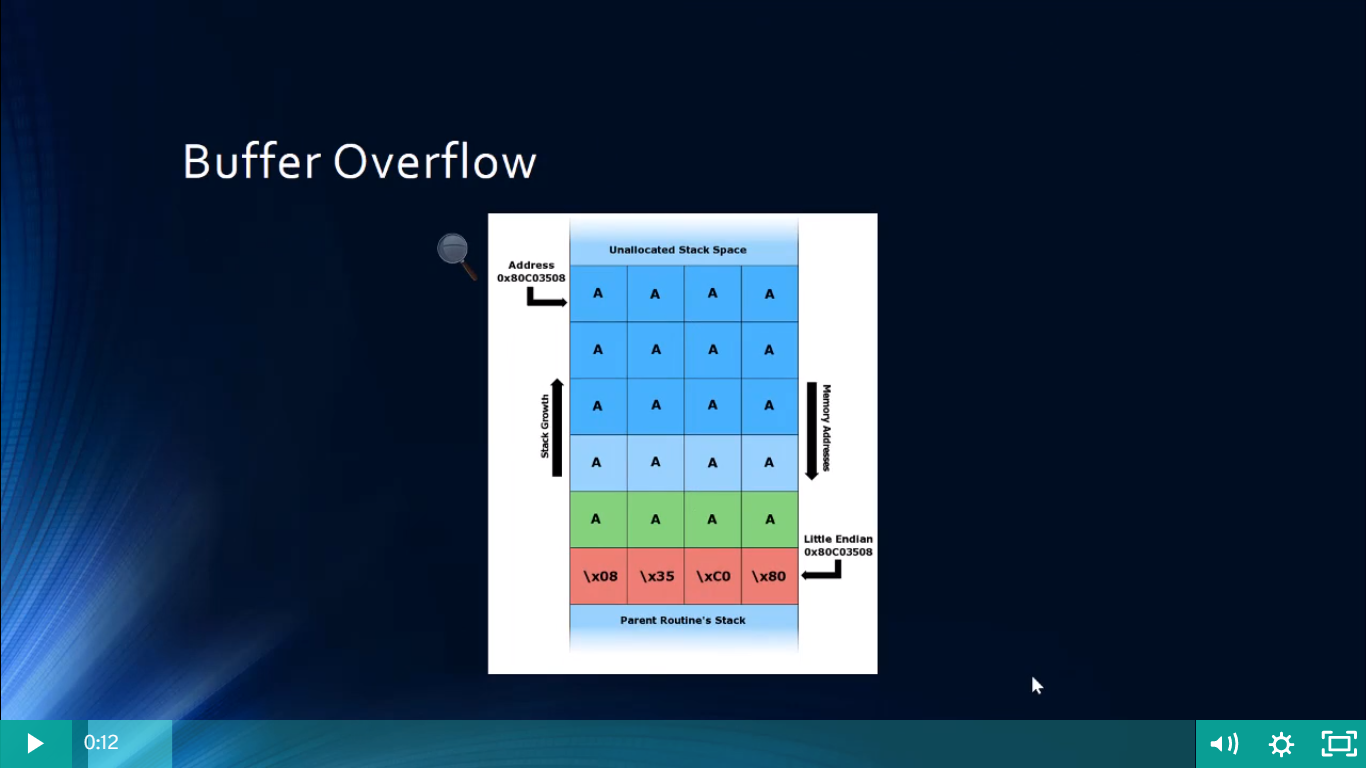 Buffer Overflow
Unallocated Stack Space
Address
0x80C03508
A A A A
A A A A
A A A A
Stack Growth
Memory Addresses
A A A A
A A A A
Little Endian
0x80C03508
\x08 \x35 \xC0 \x80
Parent Routine's Stack
0:12